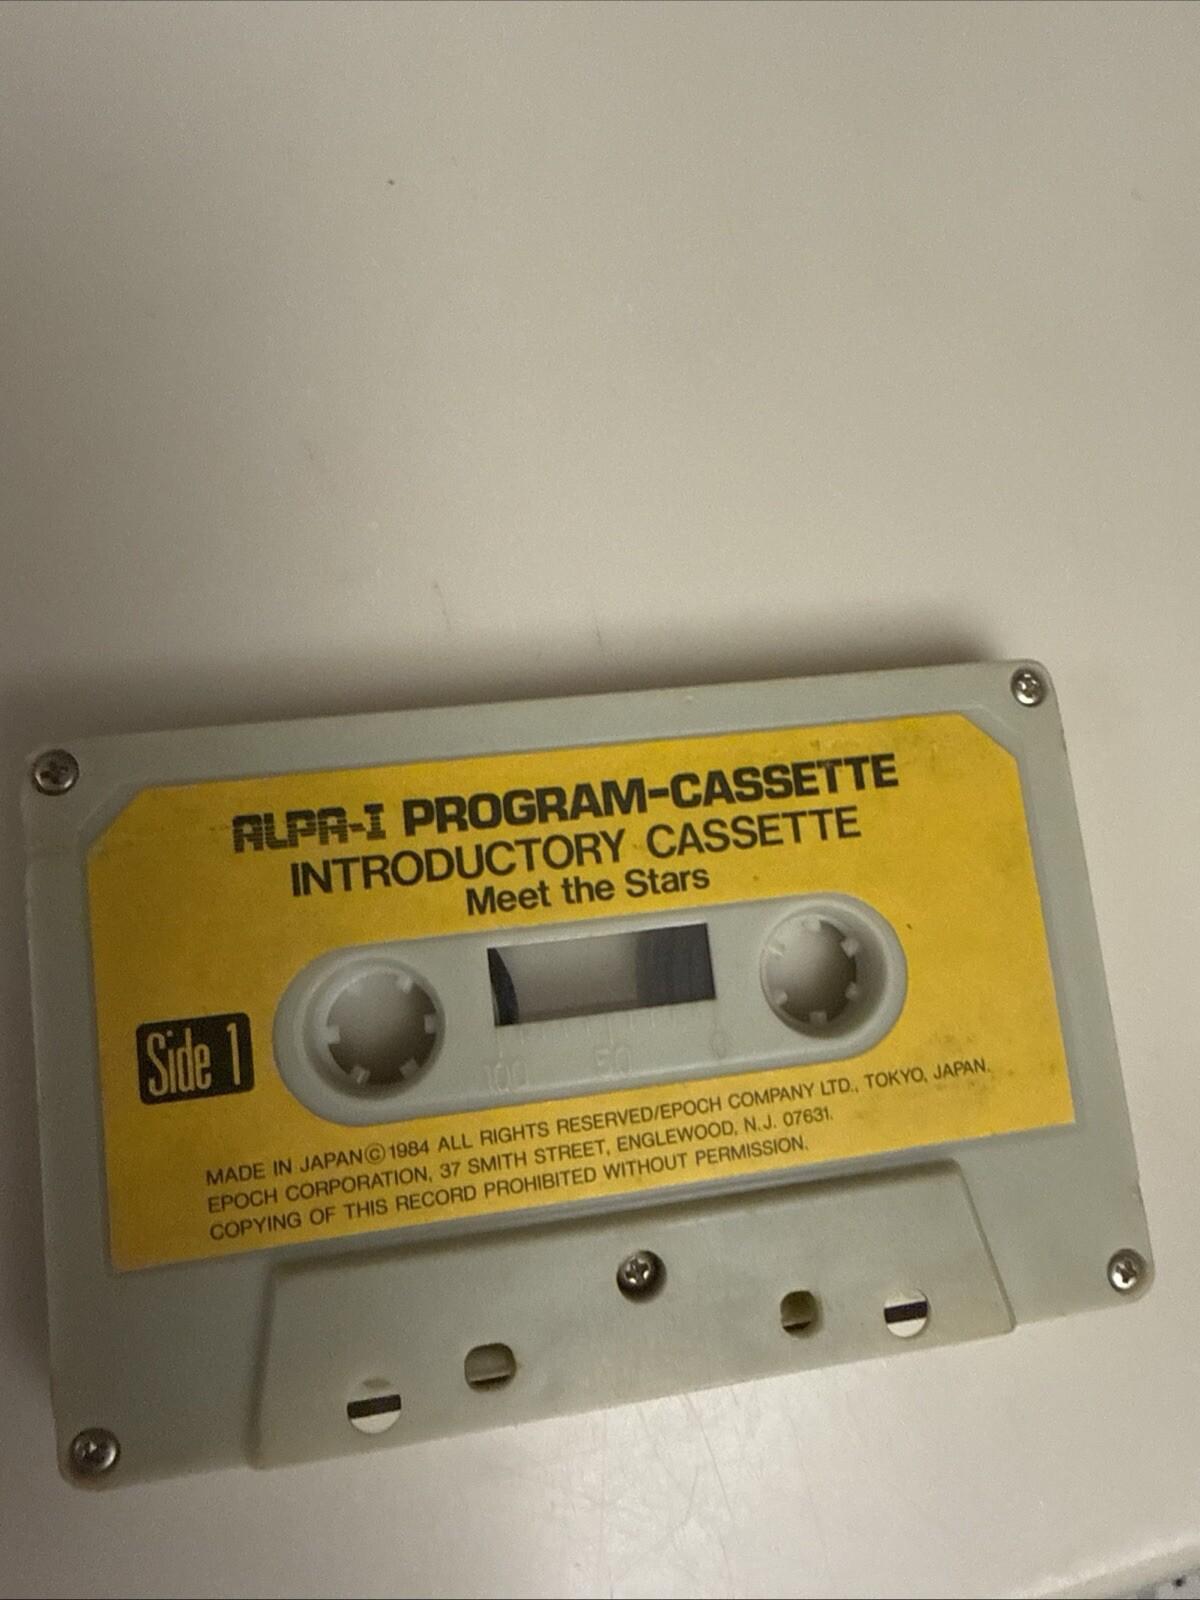 ALPA-I PROGRAM-CASSETTE
INTRODUCTORY CASSETTE
Meet the Stars
Side 1
100 50 0
MADE IN JAPAN©1984 ALL RIGHTS RESERVED/EPOCH COMPANY LTD., TOKYO, JAPAN.
EPOCH CORPORATION, 37 SMITH STREET, ENGLEWOOD, N.J. 07631.
COPYING OF THIS RECORD PROHIBITED WITHOUT PERMISSION.